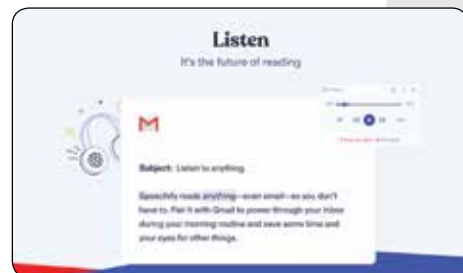 Listen
It's the future of reading
Subject: Listen to anything
Speechify reads anything—even email—so you don't
have to. Pair it with Gmail to power through your inbox
during your morning routine and save some time and
your eyes for other things.